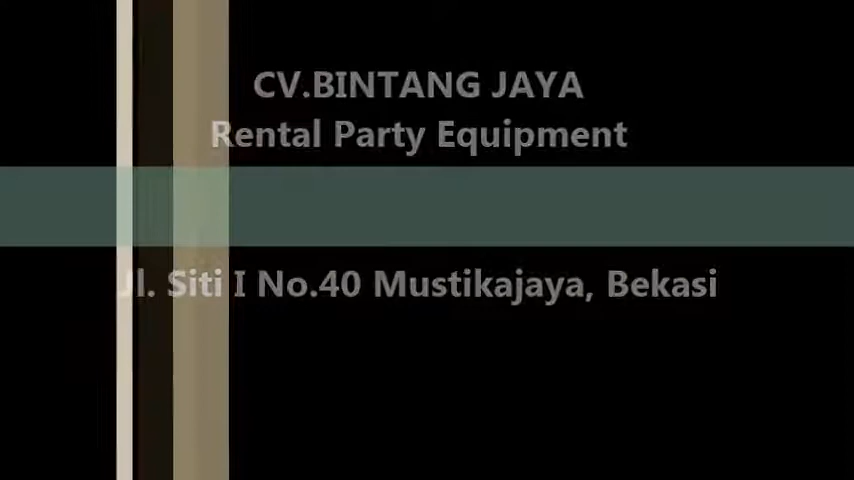 CV.BINTANG JAYA
Rental Party Equipment
Jl. Siti I No.40 Mustikajaya, Bekasi